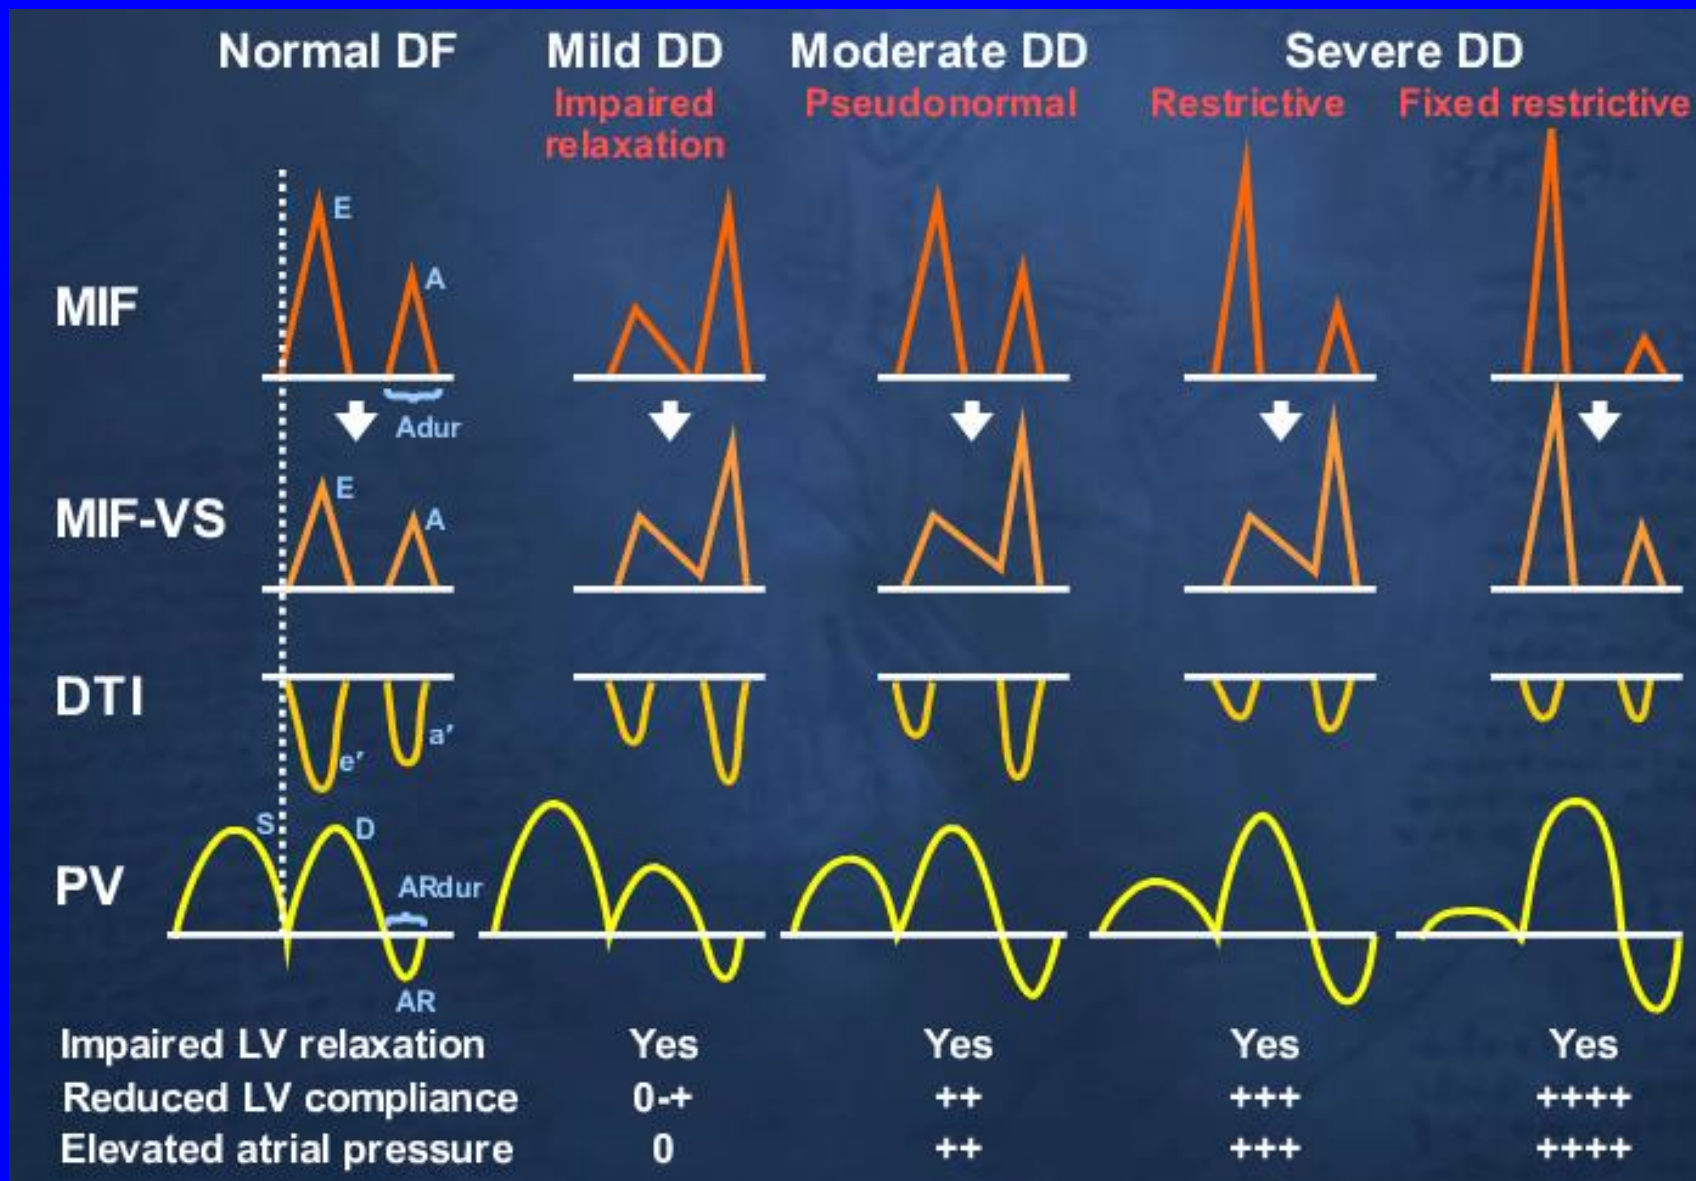 Normal DF Mild DD Moderate DD Severe DD
Impaired relaxation Pseudonormal Restrictive Fixed restrictive
MIF E A
Adur
MIF-VS E A
DTI e′ a′
PV S D
ARdur
AR
Impaired LV relaxation Yes Yes Yes Yes
Reduced LV compliance 0-+ ++ +++ ++++
Elevated atrial pressure 0 ++ +++ ++++